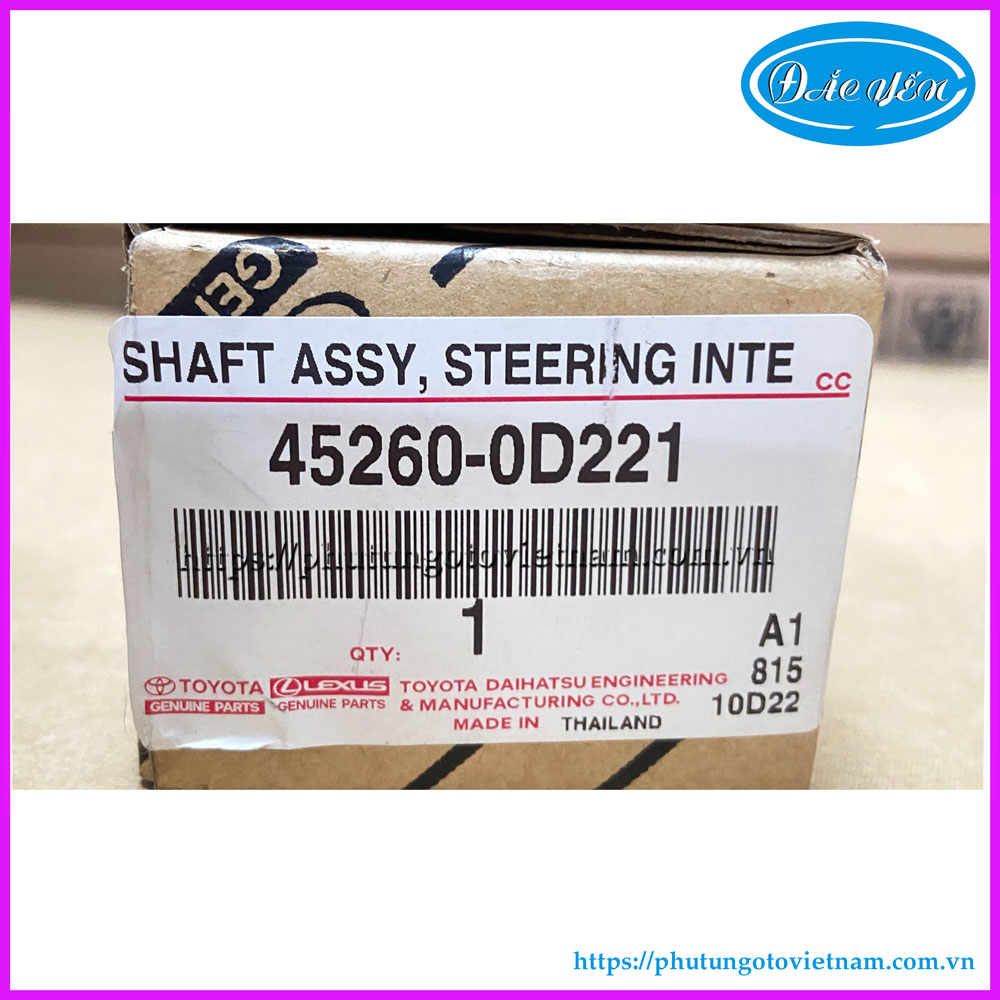 ĐẮC YẾN
GEN
SHAFT ASSY, STEERING INTE CC
45260-0D221
https://phutungotovietnam.com.vn
QTY: 1
A1
815
10D22
TOYOTA
GENUINE PARTS
LEXUS
GENUINE PARTS
TOYOTA DAIHATSU ENGINEERING
& MANUFACTURING CO.,LTD.
MADE IN THAILAND
https://phutungotovietnam.com.vn